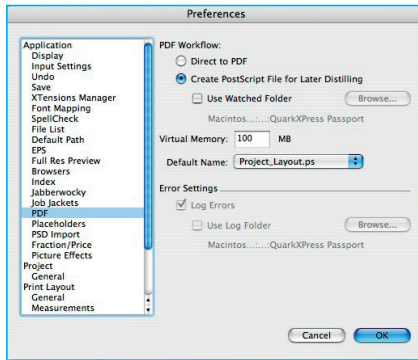 Preferences
Application
Display
Input Settings
Undo
Save
XTensions Manager
Font Mapping
SpellCheck
File List
Default Path
EPS
Full Res Preview
Browsers
Index
Jabberwocky
Job Jackets
PDF
Placeholders
PSD Import
Fraction/Price
Picture Effects
Project
General
Print Layout
General
Measurements
PDF Workflow:
Direct to PDF
Create PostScript File for Later Distilling
Use Watched Folder Browse...
Macintos...:...:QuarkXPress Passport
Virtual Memory: 100 MB
Default Name: Project_Layout.ps
Error Settings
Log Errors
Use Log Folder Browse...
Macintos...:...:QuarkXPress Passport
Cancel OK